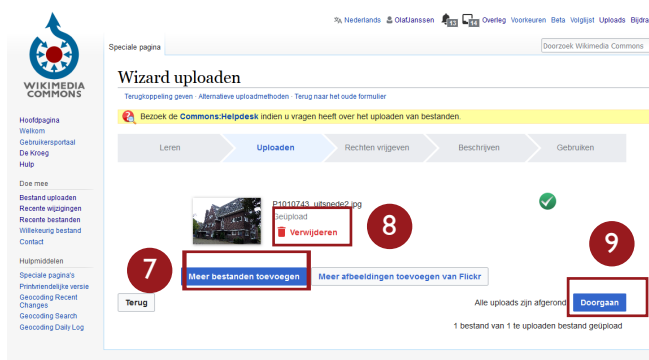 Nederlands OlafJanssen 13 14 Overleg Voorkeuren Beta Volglijst Uploads Bijdra
Speciale pagina
Doorzoek Wikimedia Commons
WIKIMEDIA
COMMONS
Wizard uploaden
Terugkoppeling geven · Alternatieve uploadmethoden · Terug naar het oude formulier
Bezoek de Commons:Helpdesk indien u vragen heeft over het uploaden van bestanden.
Leren
Uploaden
Rechten vrijgeven
Beschrijven
Gebruiken
Hoofdpagina
Welkom
Gebruikersportaal
De Kroeg
Hulp
Doe mee
Bestand uploaden
Recente wijzigingen
Recente bestanden
Willekeurig bestand
Contact
Hulpmiddelen
Speciale pagina's
Printvriendelijke versie
Geocoding Recent
Changes
Geocoding Search
Geocoding Daily Log
P1010743_uitsnede2.jpg
Geüpload
Verwijderen
8
7
Meer bestanden toevoegen
Meer afbeeldingen toevoegen van Flickr
9
Terug
Alle uploads zijn afgerond
Doorgaan
1 bestand van 1 te uploaden bestand geüpload